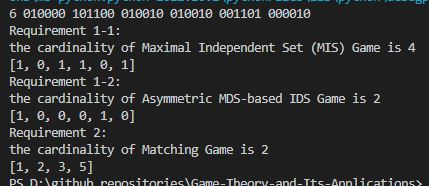 6 010000 101100 010010 010010 001101 000010
Requirement 1-1:
the cardinality of Maximal Independent Set (MIS) Game is 4
[1, 0, 1, 1, 0, 1]
Requirement 1-2:
the cardinality of Asymmetric MDS-based IDS Game is 2
[1, 0, 0, 0, 1, 0]
Requirement 2:
the cardinality of Matching Game is 2
[1, 2, 3, 5]
PS D:\github repositories\Game-Theory-and-Its-Applications>